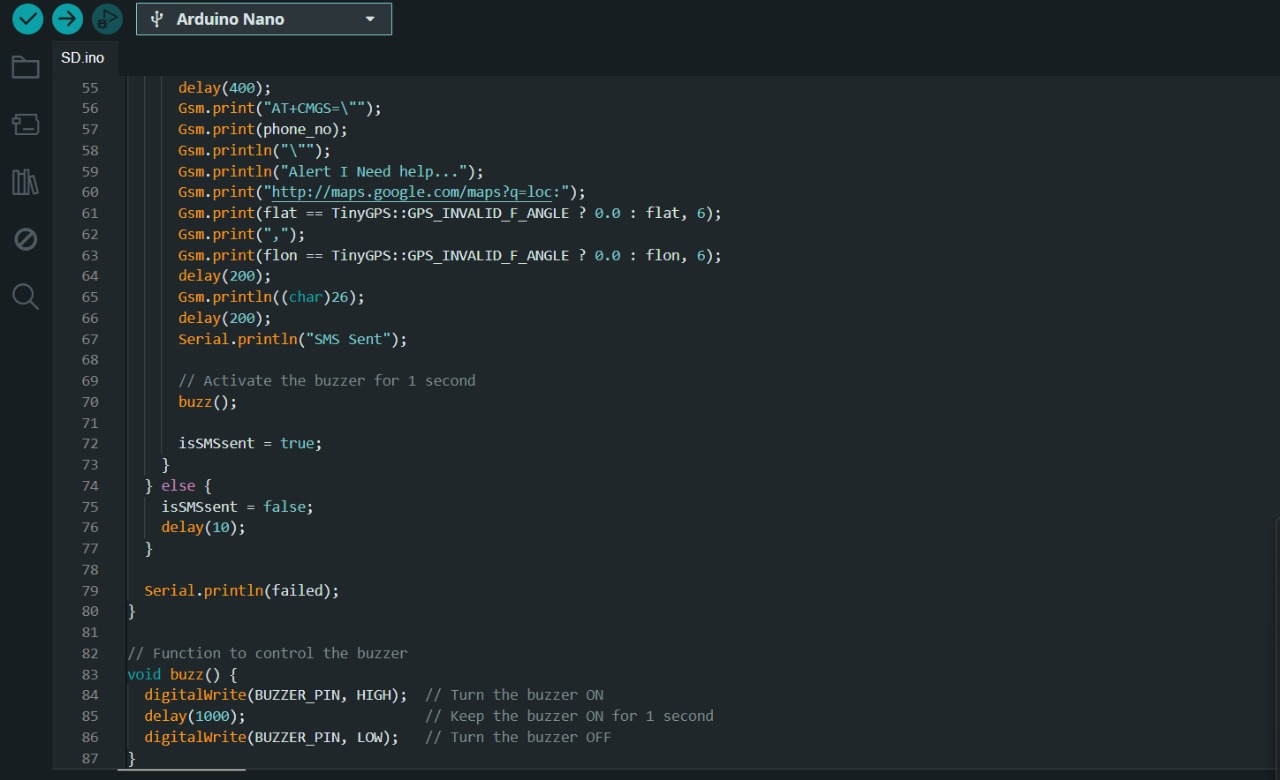 Arduino Nano
SD.ino
55 delay(400);
56 Gsm.print("AT+CMGS=\"");
57 Gsm.print(phone_no);
58 Gsm.println("\"");
59 Gsm.println("Alert I Need help...");
60 Gsm.print("http://maps.google.com/maps?q=loc:");
61 Gsm.print(flat == TinyGPS::GPS_INVALID_F_ANGLE ? 0.0 : flat, 6);
62 Gsm.print(",");
63 Gsm.print(flon == TinyGPS::GPS_INVALID_F_ANGLE ? 0.0 : flon, 6);
64 delay(200);
65 Gsm.println((char)26);
66 delay(200);
67 Serial.println("SMS Sent");
68
69 // Activate the buzzer for 1 second
70 buzz();
71
72 isSMSsent = true;
73 }
74 } else {
75 isSMSsent = false;
76 delay(10);
77 }
78
79 Serial.println(failed);
80 }
81
82 // Function to control the buzzer
83 void buzz() {
84 digitalWrite(BUZZER_PIN, HIGH); // Turn the buzzer ON
85 delay(1000); // Keep the buzzer ON for 1 second
86 digitalWrite(BUZZER_PIN, LOW); // Turn the buzzer OFF
87 }